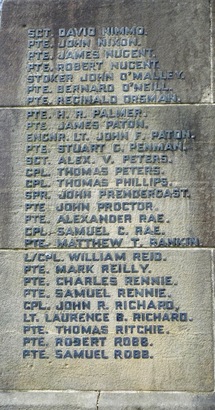 SGT. DAVID NIMMO.
PTE. JOHN NIXON.
PTE. JAMES NUGENT.
PTE. ROBERT NUGENT
STOKER JOHN O'MALLEY.
PTE. BERNARD O'NEILL.
PTE. REGINALD ORSMAN.
PTE. H. R. PALMER.
PTE. JAMES PATON.
ENGNR. LT. JOHN F. PATON.
PTE. STUART C. PENMAN.
SGT. ALEX. V. PETERS.
CPL. THOMAS PETERS.
CPL. THOMAS PHILLIPS.
SPR. JOHN PRENDERGAST.
PTE. JOHN PROCTOR.
PTE. ALEXANDER RAE.
CPL. SAMUEL C. RAE.
PTE. MATTHEW T. RANKIN
L/CPL. WILLIAM REID.
PTE. MARK REILLY.
PTE. CHARLES RENNIE.
PTE. SAMUEL RENNIE.
CPL. JOHN R. RICHARD,
LT. LAURENCE B. RICHARD.
PTE. THOMAS RITCHIE.
PTE. ROBERT ROBB.
PTE. SAMUEL ROBB.